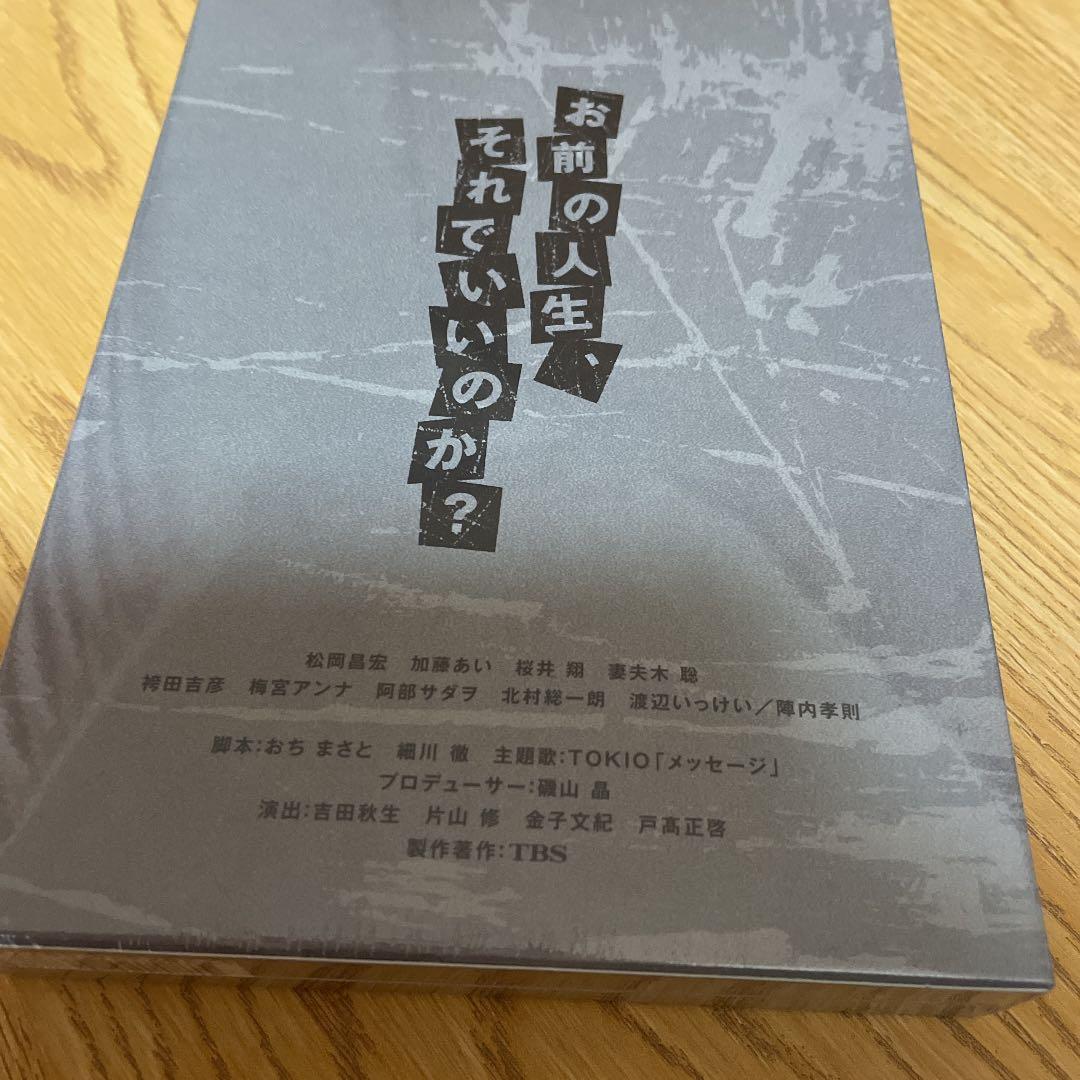 お前の人生、
それでいいのか?
松岡昌宏　加藤あい　桜井 翔　妻夫木 聡
袴田吉彦　梅宮アンナ　阿部サダヲ　北村総一朗　渡辺いっけい/陣内孝則
脚本:おち まさと　細川 徹　主題歌:TOKIO「メッセージ」
プロデューサー:磯山 晶
演出:吉田秋生　片山 修　金子文紀　戸髙正啓
製作著作:TBS